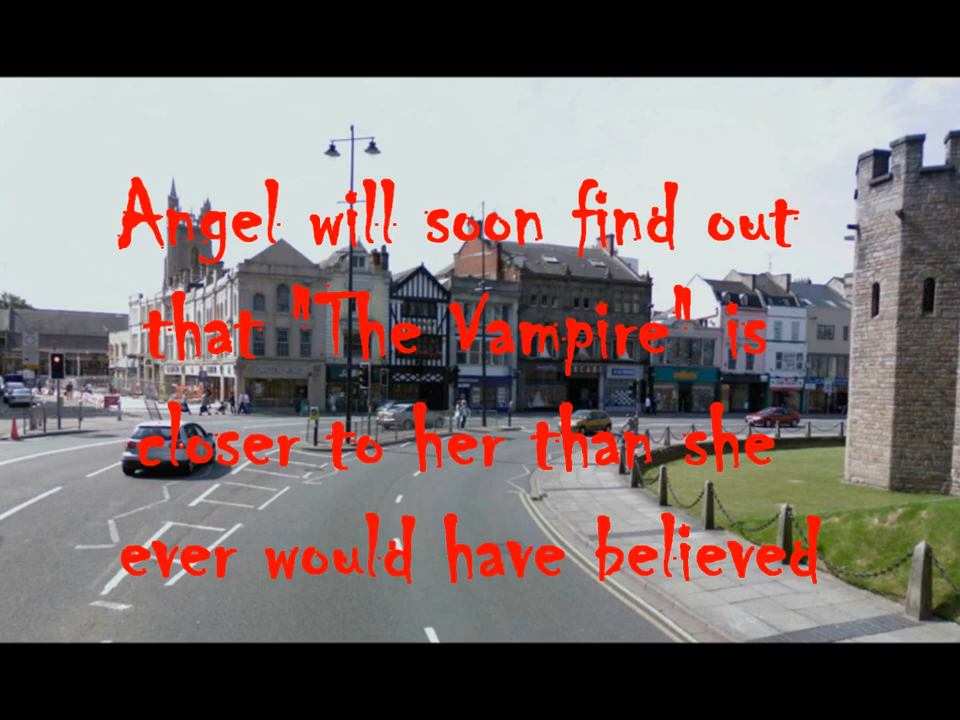 Angel will soon find out
that "The Vampire" is
closer to her than she
ever would have believed